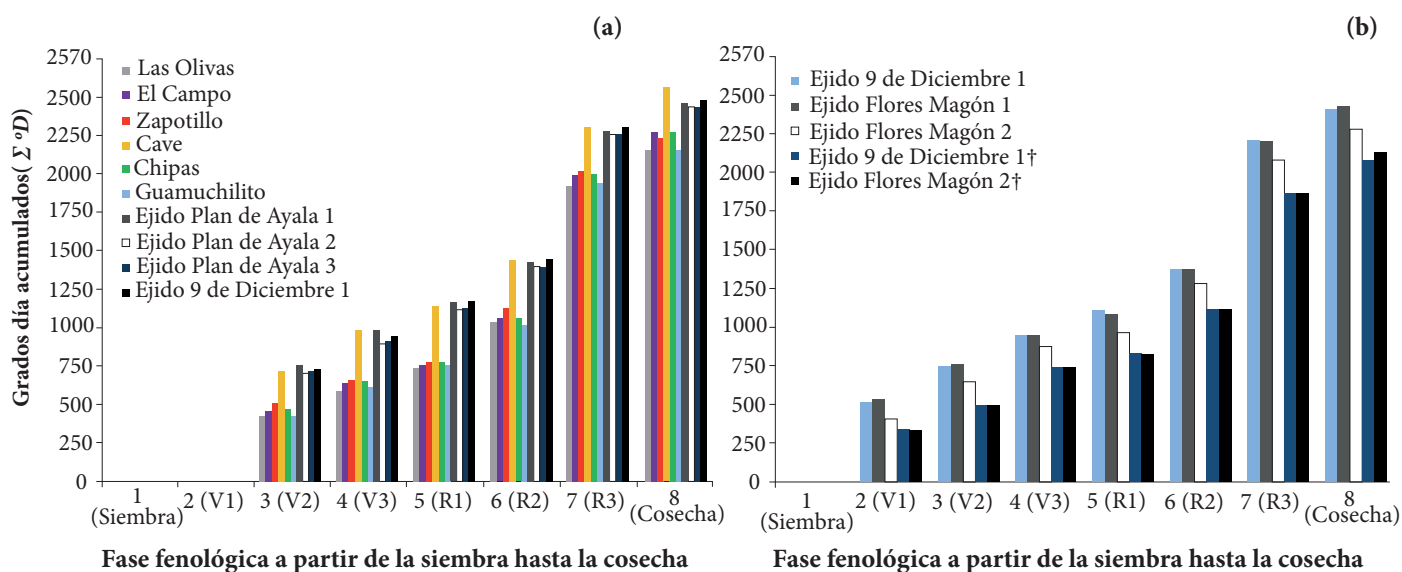 (a)
Grados día acumulados( Σ ºD)
2570
2500
2250
2000
1750
1500
1250
1000
750
500
250
0
Las Olivas
El Campo
Zapotillo
Cave
Chipas
Guamuchilito
Ejido Plan de Ayala 1
Ejido Plan de Ayala 2
Ejido Plan de Ayala 3
Ejido 9 de Diciembre 1
1
(Siembra)
2 (V1)
3 (V2)
4 (V3)
5 (R1)
6 (R2)
7 (R3)
8
(Cosecha)
Fase fenológica a partir de la siembra hasta la cosecha
(b)
2570
2500
2250
2000
1750
1500
1250
1000
750
500
250
0
Ejido 9 de Diciembre 1
Ejido Flores Magón 1
Ejido Flores Magón 2
Ejido 9 de Diciembre 1†
Ejido Flores Magón 2†
1
(Siembra)
2 (V1)
3 (V2)
4 (V3)
5 (R1)
6 (R2)
7 (R3)
8
(Cosecha)
Fase fenológica a partir de la siembra hasta la cosecha